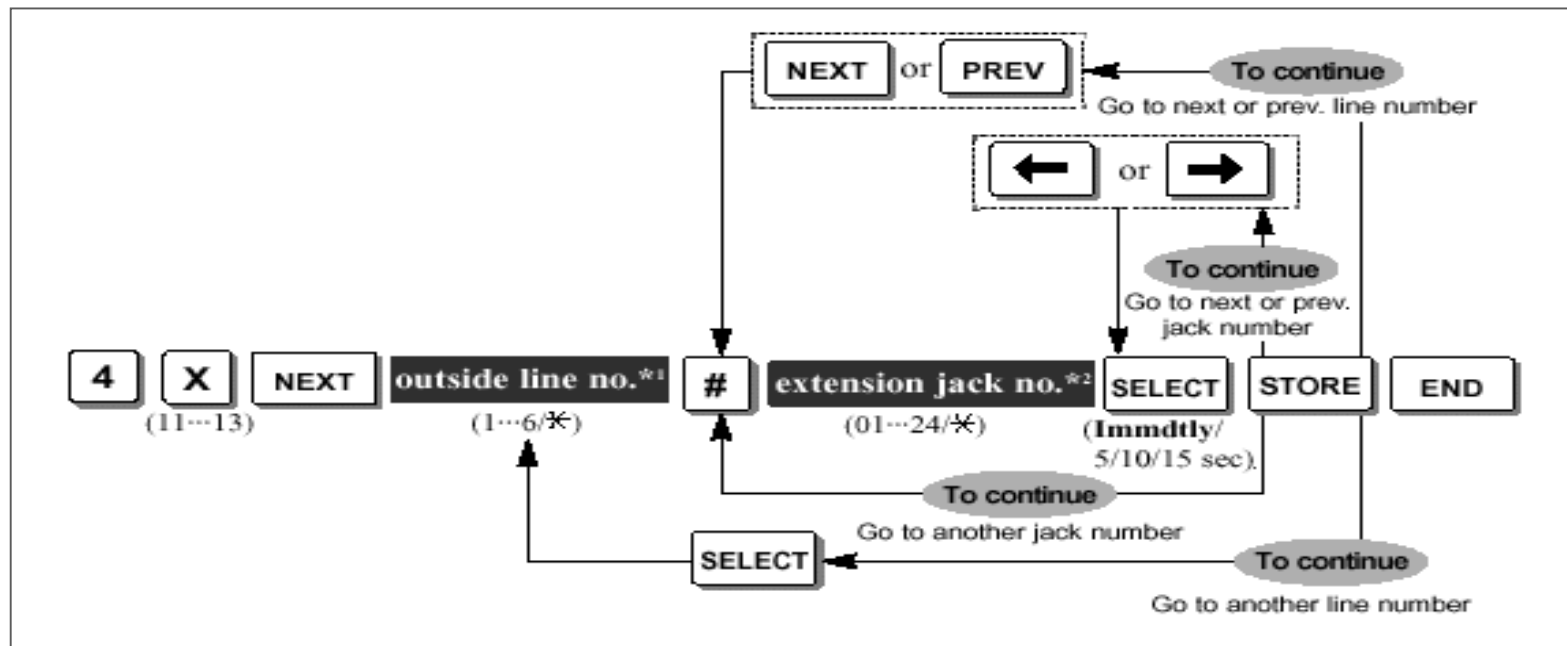 NEXT or PREV
To continue
Go to next or prev. line number
← or →
To continue
Go to next or prev.
jack number
4 X NEXT outside line no.*1 # extension jack no.*2 SELECT STORE END
(11···13) (1···6/*) (01···24/*) (Immdtly/
5/10/15 sec)
To continue
Go to another jack number
SELECT
To continue
Go to another line number